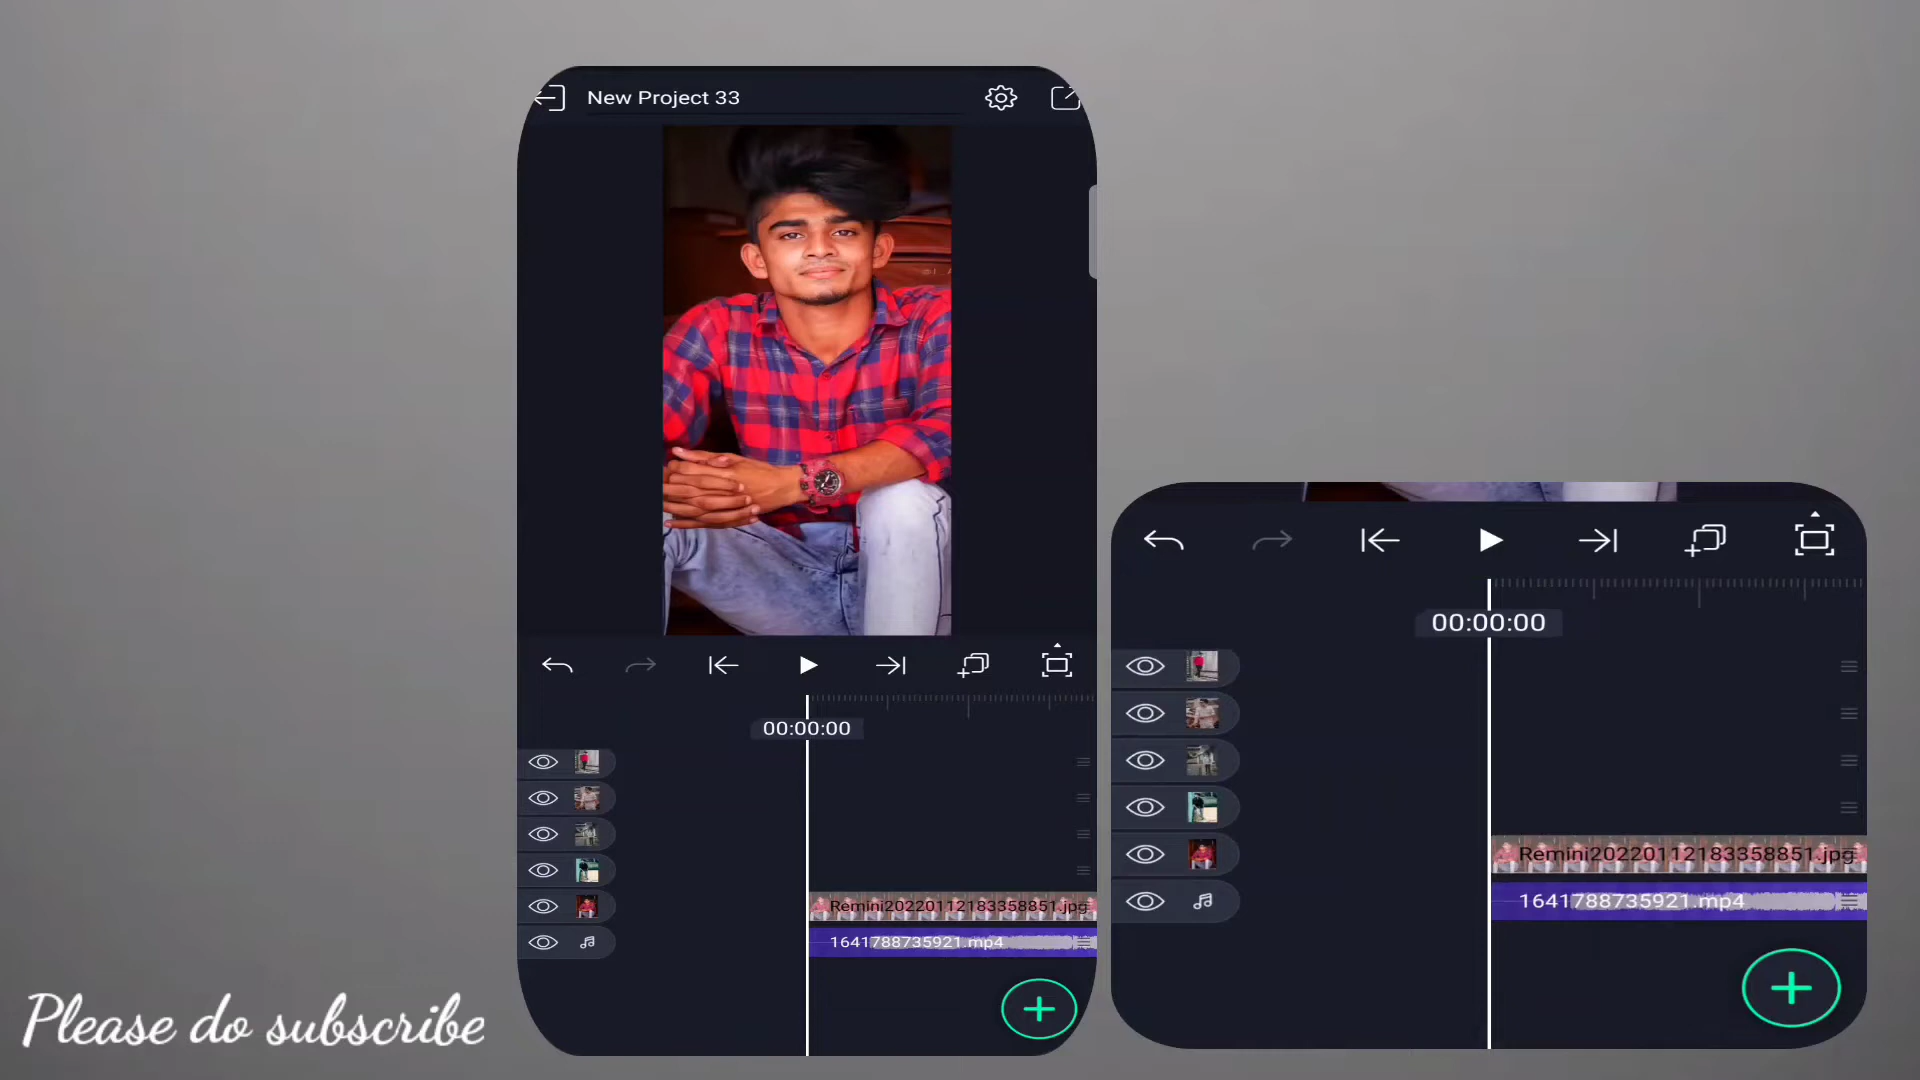 New Project 33
00:00:00
Remini20220112183358851.jpg
1641788735921.mp4
00:00:00
Remini20220112183358851.jpg
1641788735921.mp4
Please do subscribe